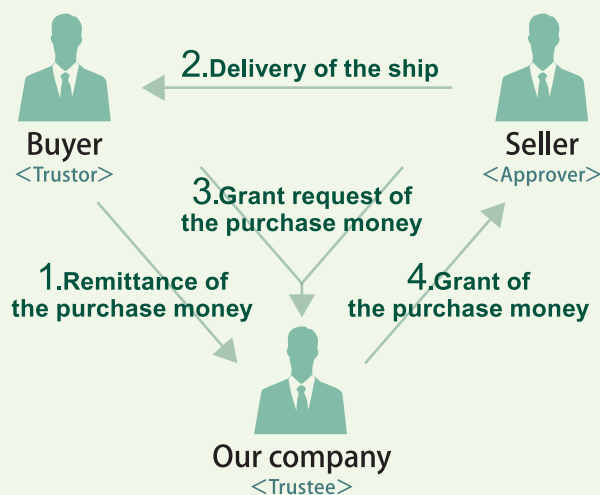 2.Delivery of the ship
Buyer
<Trustor>
Seller
<Approver>
3.Grant request of
the purchase money
1.Remittance of
the purchase money
4.Grant of
the purchase money
Our company
<Trustee>